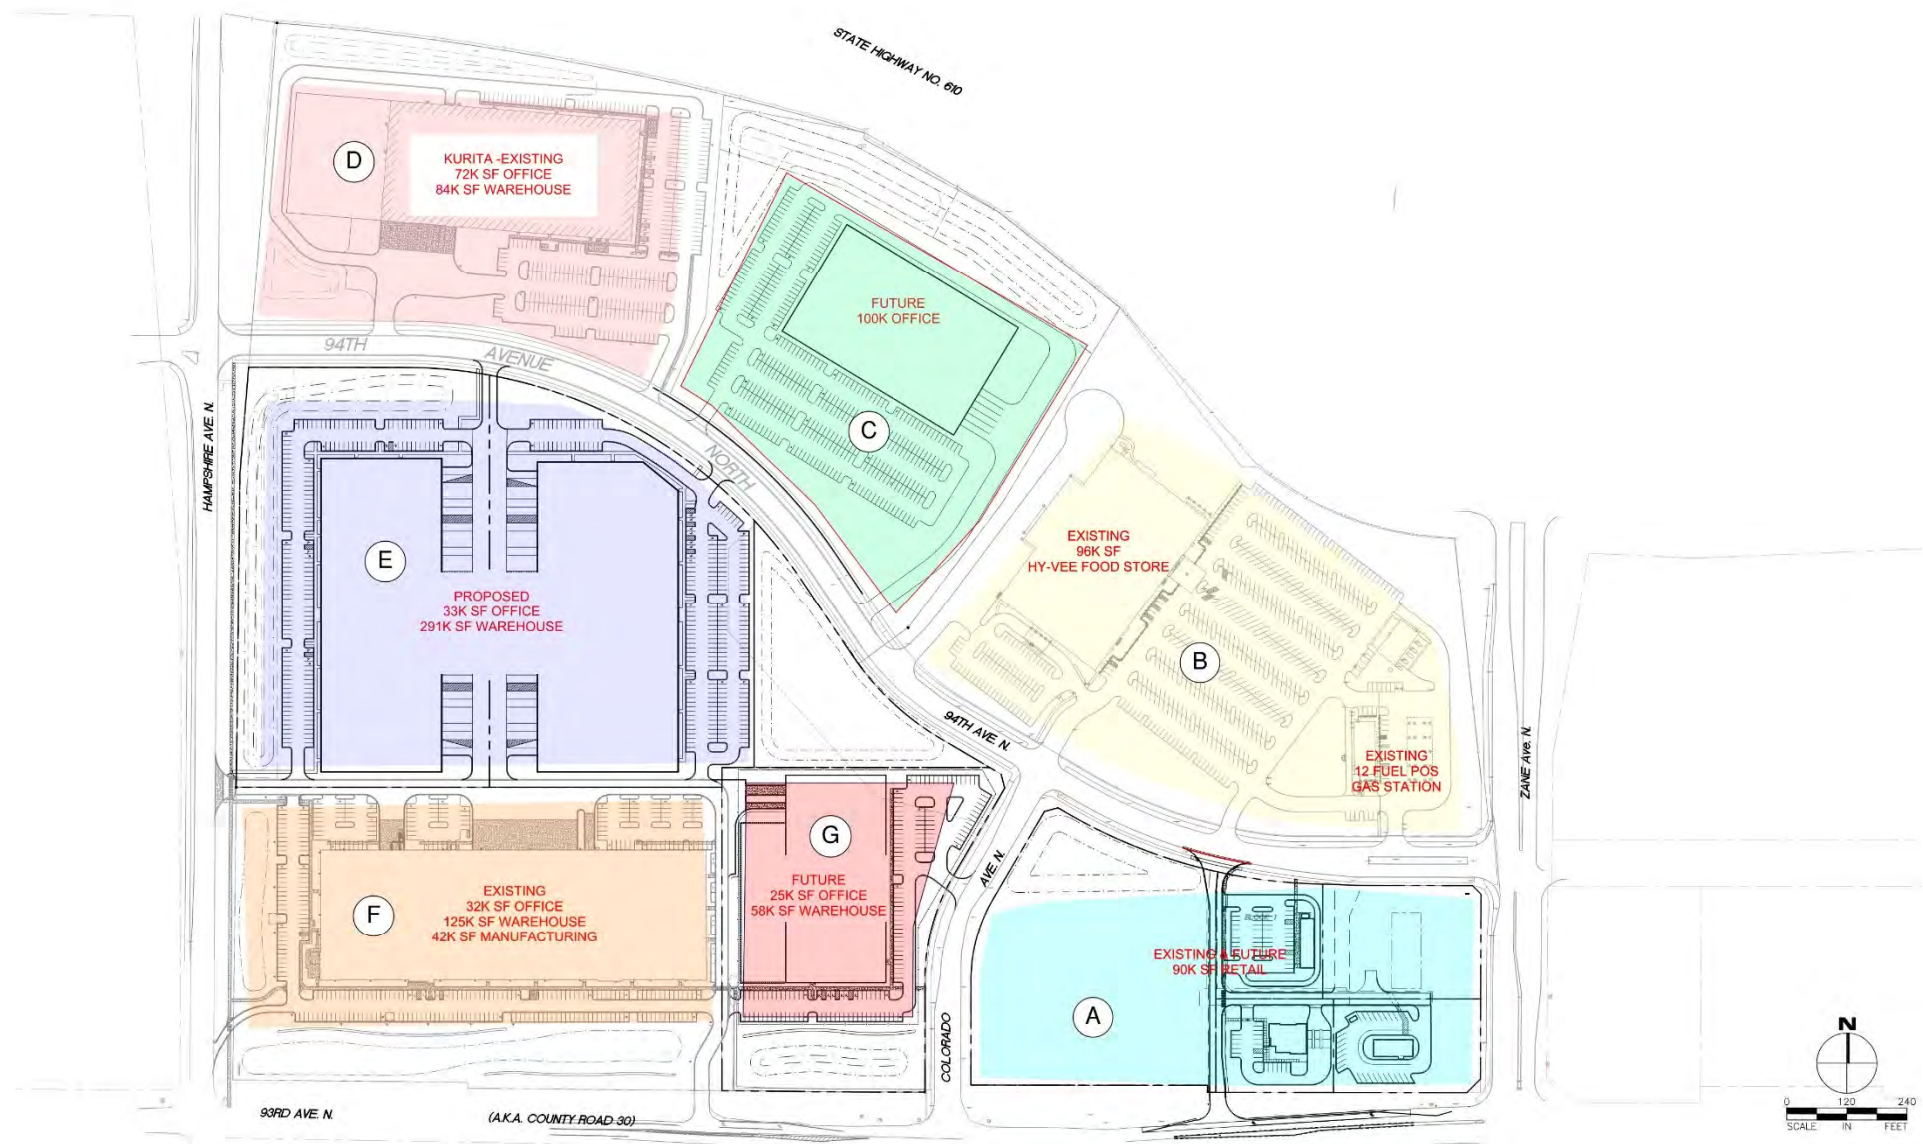 STATE HIGHWAY NO. 610
D
KURITA -EXISTING
72K SF OFFICE
84K SF WAREHOUSE
FUTURE
100K OFFICE
C
94TH
AVENUE
NORTH
HAMPSHIRE AVE. N.
E
PROPOSED
33K SF OFFICE
291K SF WAREHOUSE
EXISTING
96K SF
HY-VEE FOOD STORE
B
94TH AVE. N.
EXISTING
12 FUEL POS
GAS STATION
ZANE Ave. N.
G
FUTURE
25K SF OFFICE
58K SF WAREHOUSE
AVE. N.
F
EXISTING
32K SF OFFICE
125K SF WAREHOUSE
42K SF MANUFACTURING
EXISTING & FUTURE
90K SF RETAIL
A
COLORADO
93RD AVE. N.
(A.K.A. COUNTY ROAD 30)
N
0 120 240
SCALE IN FEET